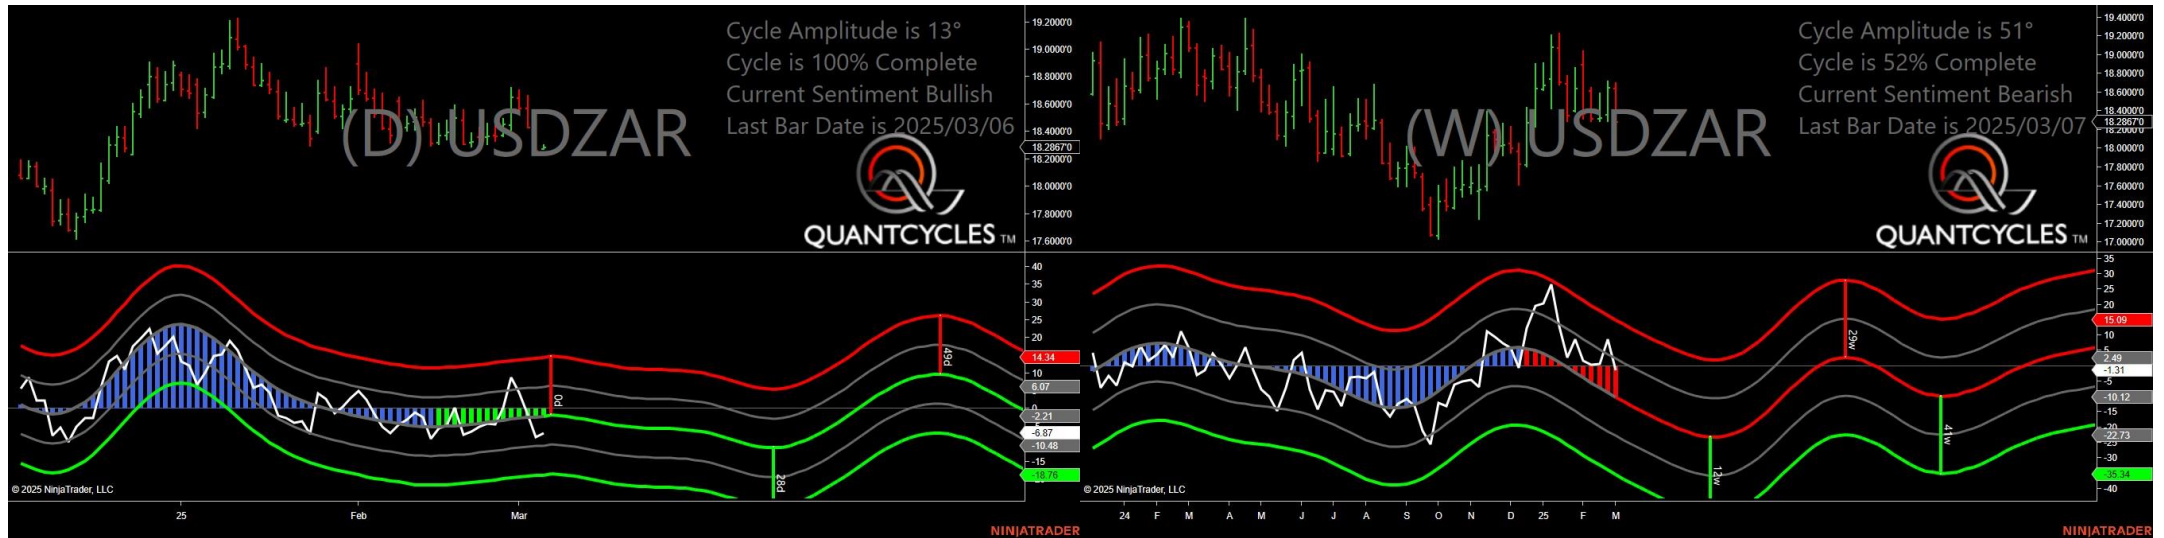 Cycle Amplitude is 13°
Cycle is 100% Complete
Current Sentiment Bullish
Last Bar Date is 2025/03/06
(D) USDZAR
QUANTCYCLES TM
19.2000'0
19.0000'0
18.8000'0
18.6000'0
18.4000'0
18.2867'0
18.2000'0
18.0000'0
17.8000'0
17.6000'0
40
35
30
25
20
14.34
10
6.07
-2.21
-6.87
-10.48
-15
-18.76
0d
28d
49d
© 2025 NinjaTrader, LLC
25
Feb
Mar
NINJATRADER
Cycle Amplitude is 51°
Cycle is 52% Complete
Current Sentiment Bearish
Last Bar Date is 2025/03/07
(W) USDZAR
QUANTCYCLES TM
19.4000'0
19.2000'0
19.0000'0
18.8000'0
18.6000'0
18.4000'0
18.2867'0
18.2000'0
18.0000'0
17.8000'0
17.6000'0
17.4000'0
17.2000'0
17.0000'0
35
30
25
20
15.09
10
5
2.49
-1.31
-5
-10.12
-15
-20
-22.73
-25
-30
-35.34
-40
12w
29w
41w
© 2025 NinjaTrader, LLC
24
F
M
A
M
J
J
A
S
O
N
D
25
F
M
NINJATRADER